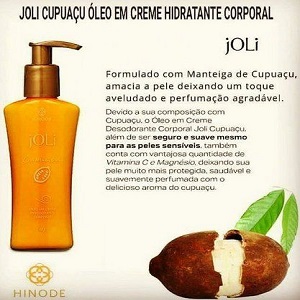 JOLI CUPUAÇU ÓLEO EM CREME HIDRATANTE CORPORAL
jOLi
Formulado com Manteiga de Cupuaçu,
amacia a pele deixando um toque
aveludado e perfumação agradável.
Devido a sua composição com
Cupuaçu, o Óleo em Creme
Desodorante Corporal Joli Cupuaçu,
além de ser seguro e suave mesmo
para as peles sensíveis, também
conta com vantajosa quantidade de
Vitamina C e Magnésio, deixando sua
pele muito mais protegida, saudável e
suavemente perfumada com o
delicioso aroma do cupuaçu.
jOLi
HINODE